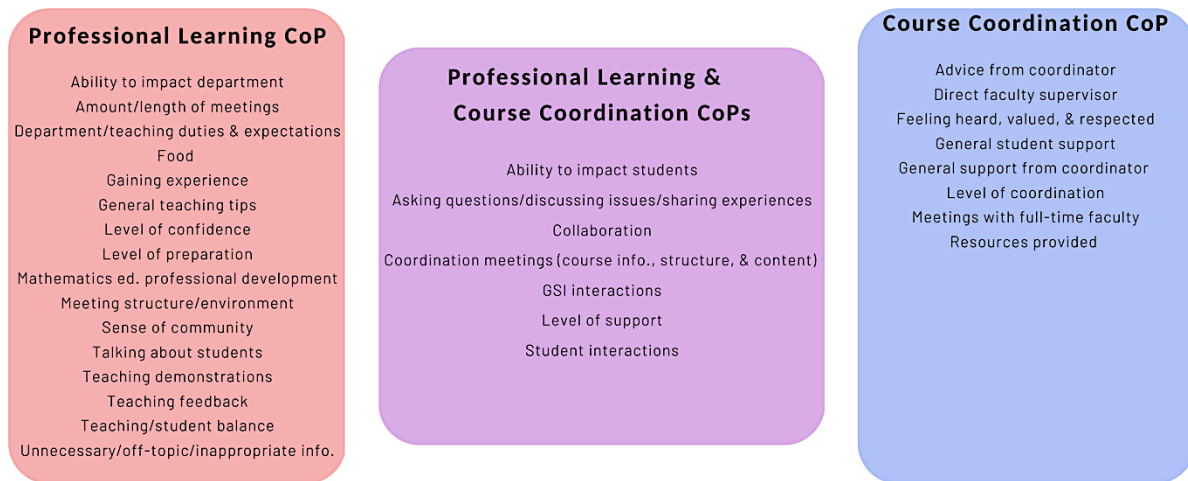 Professional Learning CoP
Ability to impact department
Amount/length of meetings
Department/teaching duties & expectations
Food
Gaining experience
General teaching tips
Level of confidence
Level of preparation
Mathematics ed. professional development
Meeting structure/environment
Sense of community
Talking about students
Teaching demonstrations
Teaching feedback
Teaching/student balance
Unnecessary/off-topic/inappropriate info.
Professional Learning &
Course Coordination CoPs
Ability to impact students
Asking questions/discussing issues/sharing experiences
Collaboration
Coordination meetings (course info., structure, & content)
GSI interactions
Level of support
Student interactions
Course Coordination CoP
Advice from coordinator
Direct faculty supervisor
Feeling heard, valued, & respected
General student support
General support from coordinator
Level of coordination
Meetings with full-time faculty
Resources provided